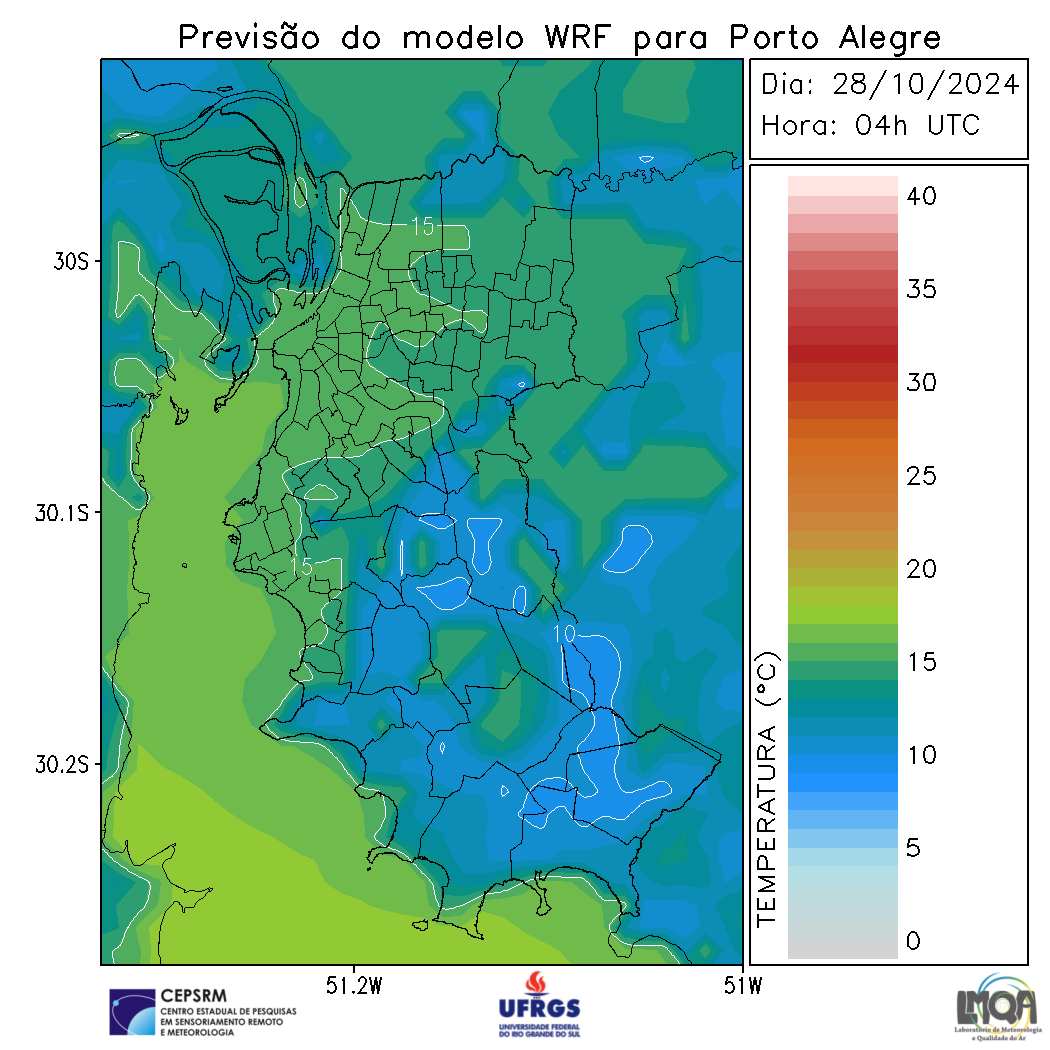 Previsão do modelo WRF para Porto Alegre
Dia: 28/10/2024
Hora: 04h UTC
40
35
30
25
20
15
10
5
0
TEMPERATURA (°C)
30S
30.1S
30.2S
51.2W
51W
15
15
10
CEPSRM
CENTRO ESTADUAL DE PESQUISAS
EM SENSORIAMENTO REMOTO
E METEOROLOGIA
UFRGS
UNIVERSIDADE FEDERAL
DO RIO GRANDE DO SUL
LMQA
Laboratório de Meteorologia
e Qualidade do Ar